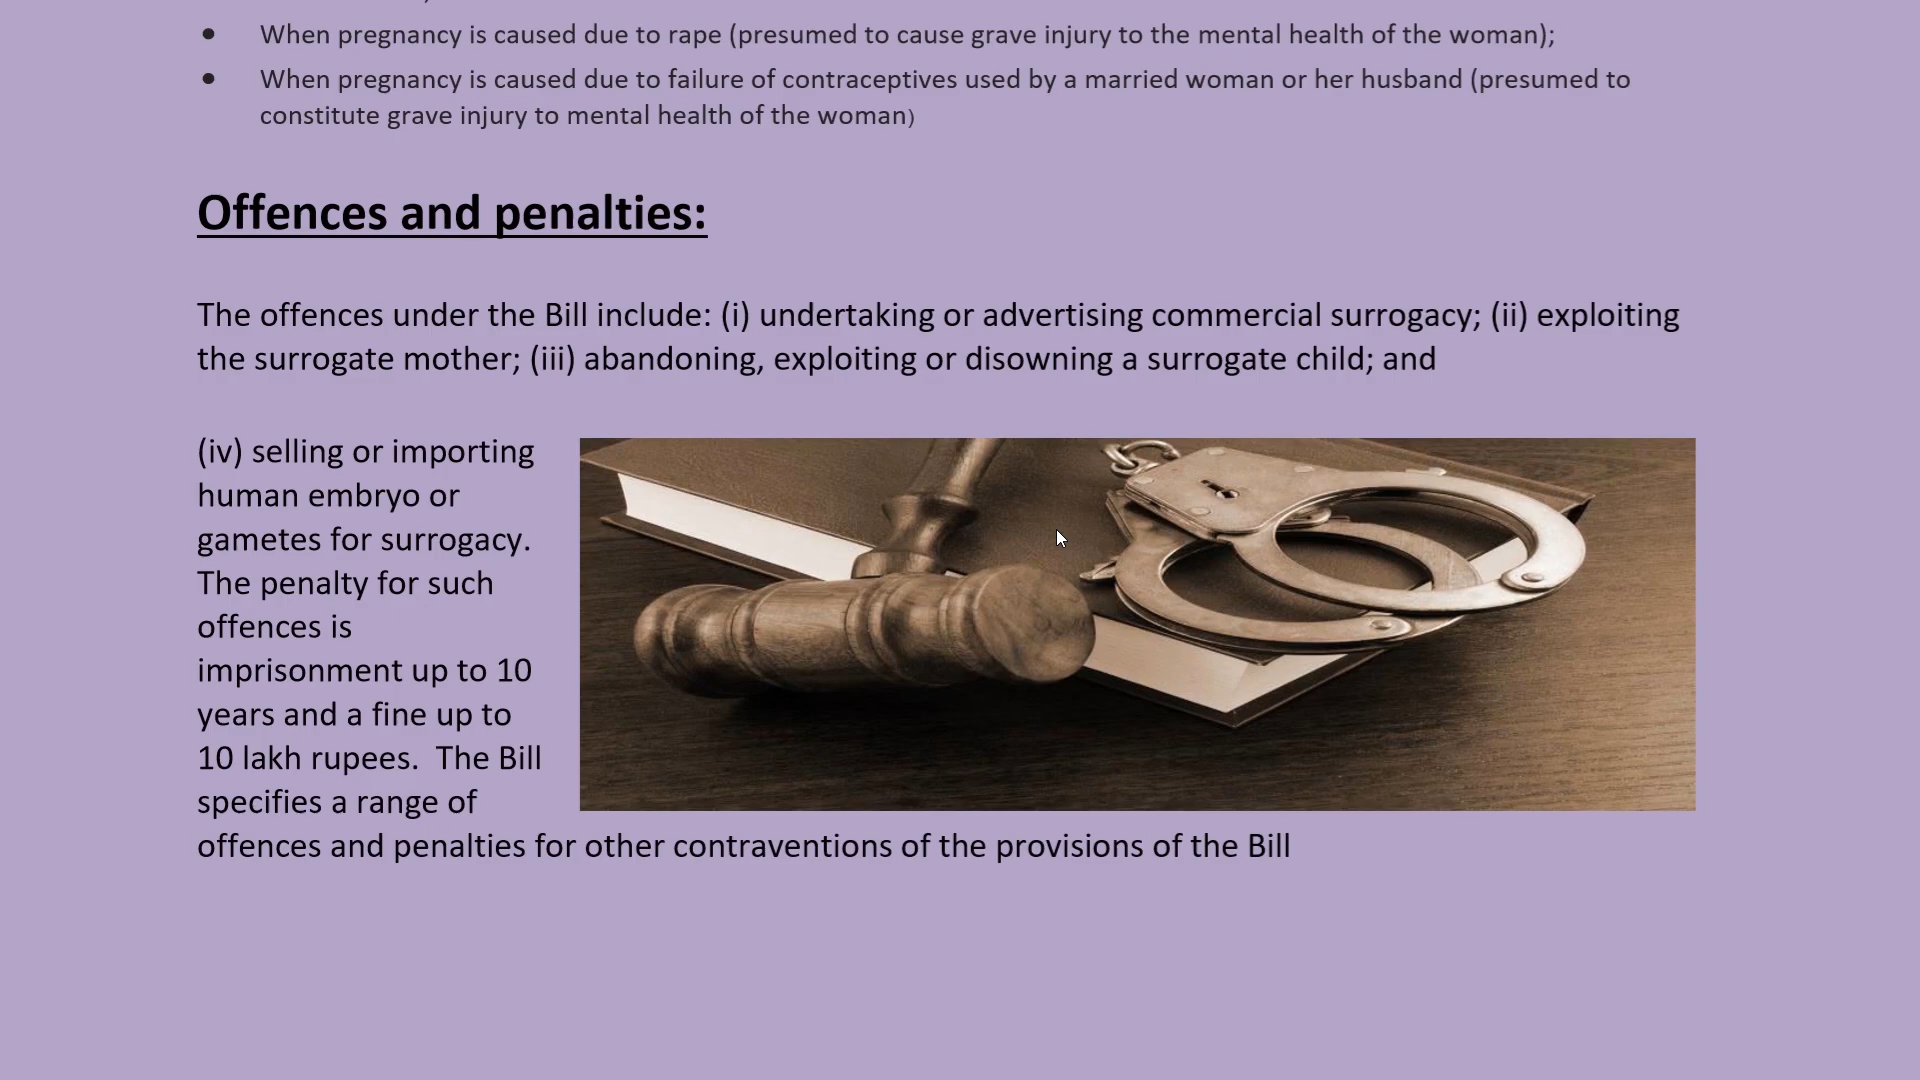 When pregnancy is caused due to rape (presumed to cause grave injury to the mental health of the woman);
When pregnancy is caused due to failure of contraceptives used by a married woman or her husband (presumed to
constitute grave injury to mental health of the woman)
Offences and penalties:
The offences under the Bill include: (i) undertaking or advertising commercial surrogacy; (ii) exploiting
the surrogate mother; (iii) abandoning, exploiting or disowning a surrogate child; and
(iv) selling or importing
human embryo or
gametes for surrogacy.
The penalty for such
offences is
imprisonment up to 10
years and a fine up to
10 lakh rupees.  The Bill
specifies a range of
offences and penalties for other contraventions of the provisions of the Bill